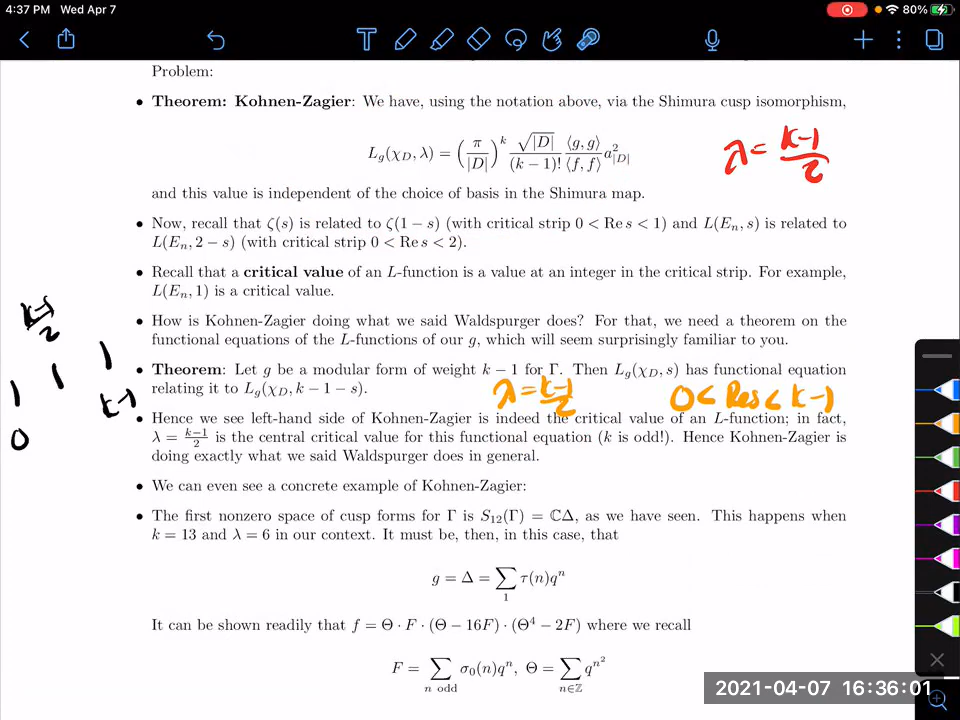 4:37 PM Wed Apr 7
80%
Problem:
• Theorem: Kohnen-Zagier: We have, using the notation above, via the Shimura cusp isomorphism,
L_g(χ_D, λ) = (π/|D|)^k √|D|/(k−1)! ⟨g, g⟩/⟨f, f⟩ a²_{|D|}
λ = k-1/2
and this value is independent of the choice of basis in the Shimura map.
• Now, recall that ζ(s) is related to ζ(1 − s) (with critical strip 0 < Re s < 1) and L(E_n, s) is related to
L(E_n, 2 − s) (with critical strip 0 < Re s < 2).
• Recall that a critical value of an L-function is a value at an integer in the critical strip. For example,
L(E_n, 1) is a critical value.
k-1/2
• How is Kohnen-Zagier doing what we said Waldspurger does? For that, we need a theorem on the
functional equations of the L-functions of our g, which will seem surprisingly familiar to you.
• Theorem: Let g be a modular form of weight k − 1 for Γ. Then L_g(χ_D, s) has functional equation
relating it to L_g(χ_D, k − 1 − s).
λ = k-1/2
0 < Re s < k-1
0
k-1
• Hence we see left-hand side of Kohnen-Zagier is indeed the critical value of an L-function; in fact,
λ = k−1/2 is the central critical value for this functional equation (k is odd!). Hence Kohnen-Zagier is
doing exactly what we said Waldspurger does in general.
• We can even see a concrete example of Kohnen-Zagier:
• The first nonzero space of cusp forms for Γ is S₁₂(Γ) = ℂΔ, as we have seen. This happens when
k = 13 and λ = 6 in our context. It must be, then, in this case, that
g = Δ = ∑_1 τ(n)q^n
It can be shown readily that f = Θ · F · (Θ − 16F) · (Θ⁴ − 2F) where we recall
F = ∑_{n odd} σ₀(n)q^n, Θ = ∑_{n∈ℤ} q^{n²}
2021-04-07 16:36:01